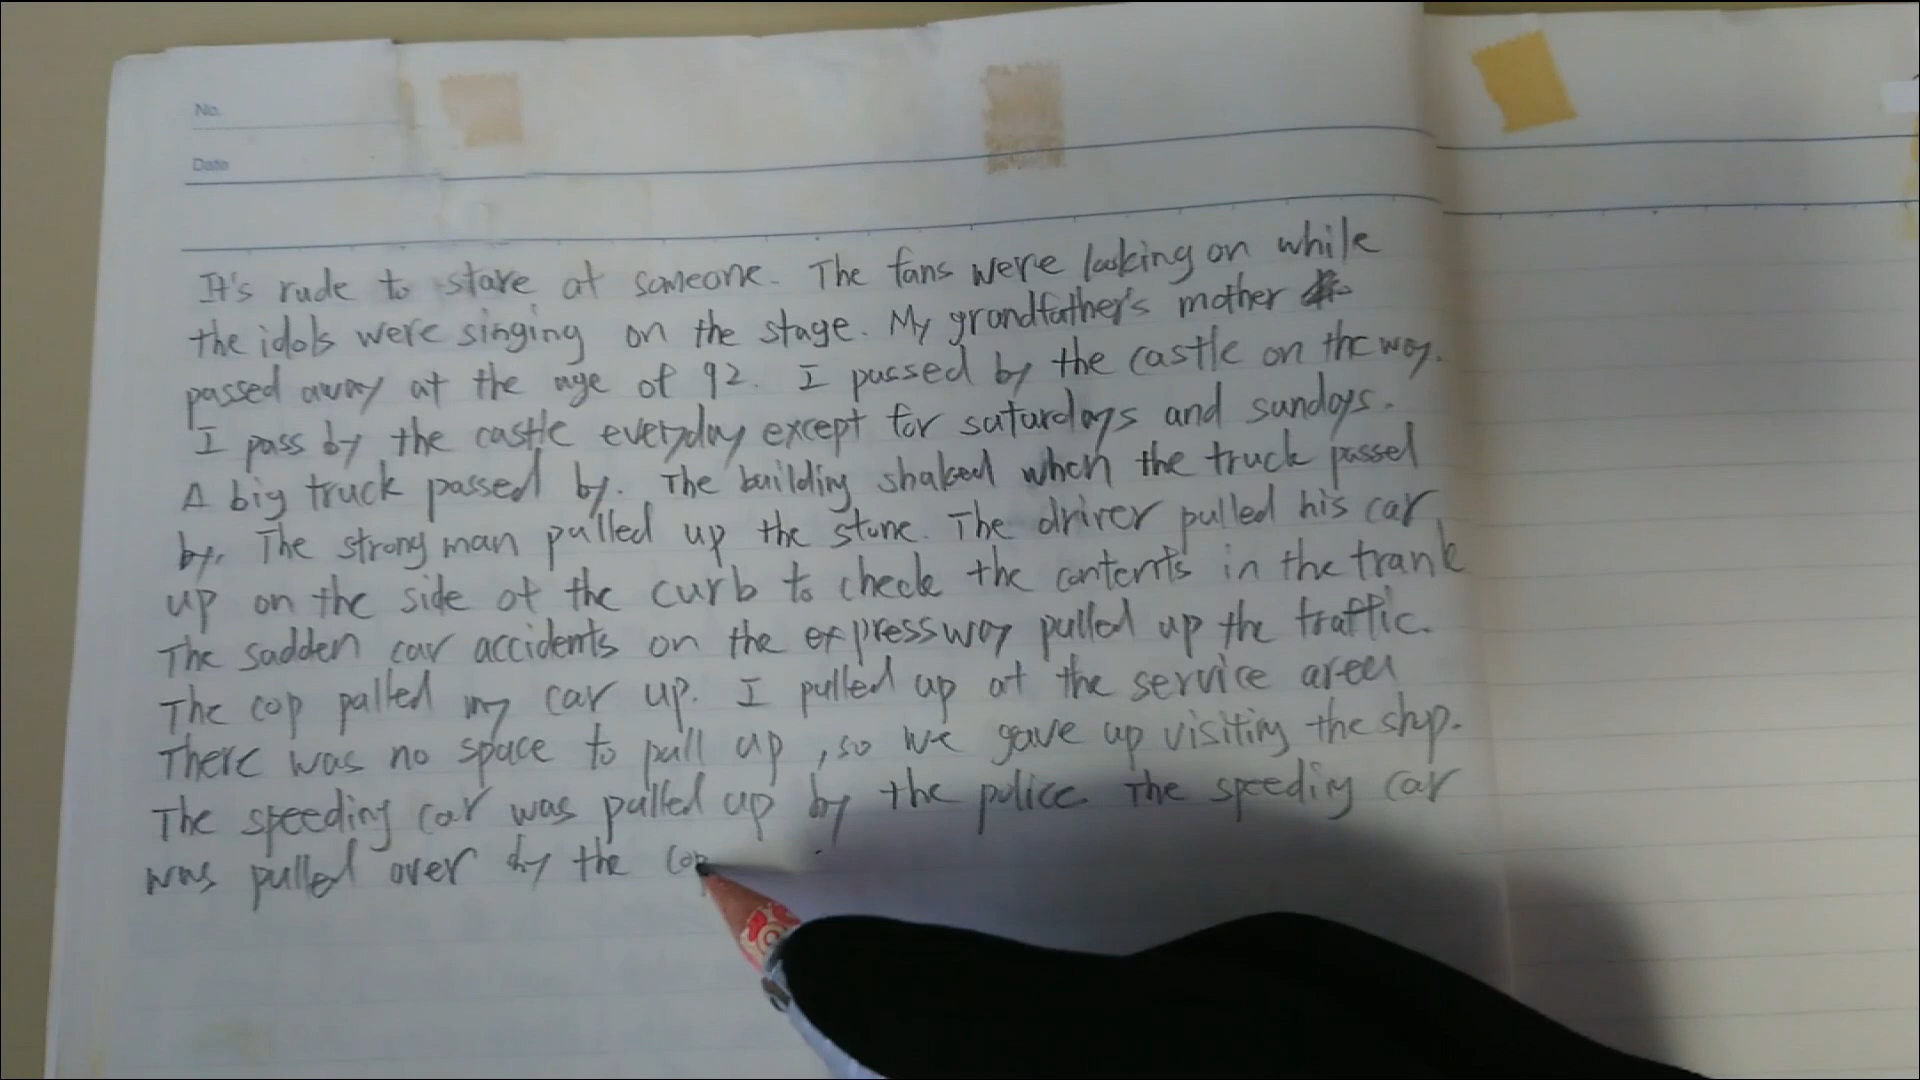 No.
Date
It's rude to stare at someone. The fans were looking on while
the idols were singing on the stage. My grandfather's mother
passed away at the age of 92. I passed by the castle on the way.
I pass by the castle everyday except for saturdays and sundays.
A big truck passed by. The building shaked when the truck passed
by. The strong man pulled up the stone. The driver pulled his car
up on the side of the curb to check the contents in the trank
The sadden car accidents on the expressway pulled up the traffic.
The cop palled my car up. I pulled up at the service area
There was no space to pull up, so we gave up visiting the shop.
The speeding car was pulled up by the police. The speeding car
was pulled over by the cop